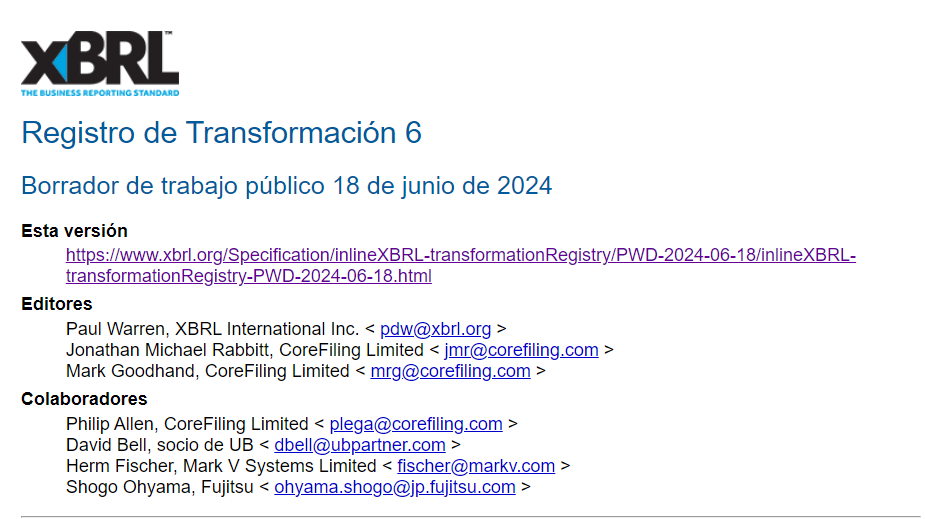 XBRL™
THE BUSINESS REPORTING STANDARD
Registro de Transformación 6
Borrador de trabajo público 18 de junio de 2024
Esta versión
https://www.xbrl.org/Specification/inlineXBRL-transformationRegistry/PWD-2024-06-18/inlineXBRL-
transformationRegistry-PWD-2024-06-18.html
Editores
Paul Warren, XBRL International Inc. < pdw@xbrl.org >
Jonathan Michael Rabbitt, CoreFiling Limited < jmr@corefiling.com >
Mark Goodhand, CoreFiling Limited < mrg@corefiling.com >
Colaboradores
Philip Allen, CoreFiling Limited < plega@corefiling.com >
David Bell, socio de UB < dbell@ubpartner.com >
Herm Fischer, Mark V Systems Limited < fischer@markv.com >
Shogo Ohyama, Fujitsu < ohyama.shogo@jp.fujitsu.com >